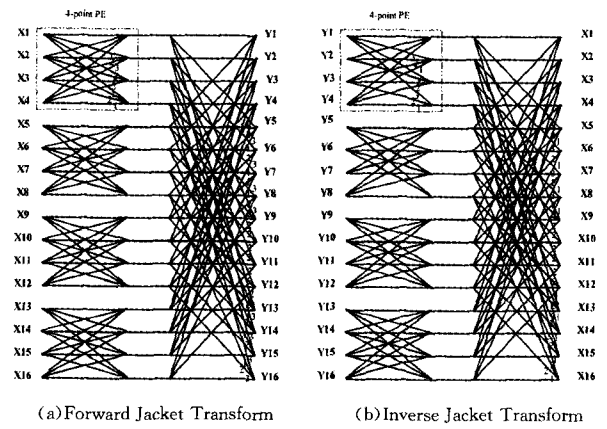 4-point PE
X1 Y1
X2 Y2
X3 Y3
X4 Y4
X5 Y5
X6 Y6
X7 Y7
X8 Y8
X9 Y9
X10 Y10
X11 Y11
X12 Y12
X13 Y13
X14 Y14
X15 Y15
X16 Y16
(a)Forward Jacket Transform
4-point PE
Y1 X1
Y2 X2
Y3 X3
Y4 X4
Y5 X5
Y6 X6
Y7 X7
Y8 X8
Y9 X9
Y10 X10
Y11 X11
Y12 X12
Y13 X13
Y14 X14
Y15 X15
Y16 X16
(b)Inverse Jacket Transform